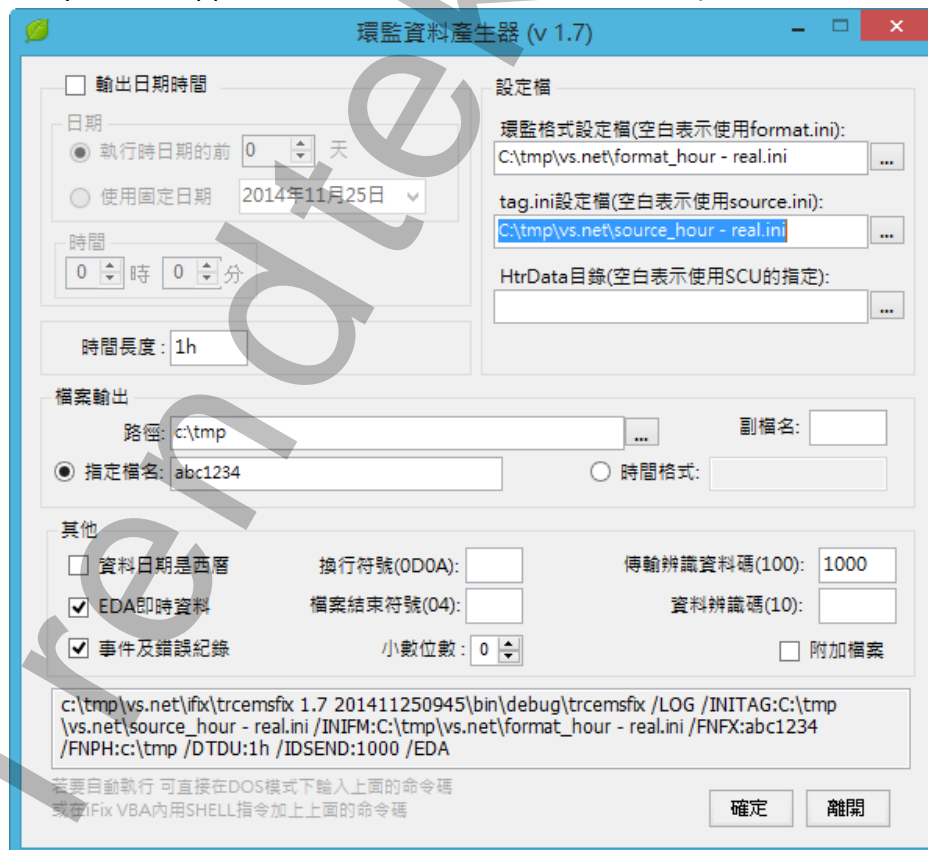 環監資料產生器 (v 1.7)
輸出日期時間
日期
執行時日期的前 0 天
使用固定日期 2014年11月25日
時間
0 時 0 分
時間長度: 1h
設定檔
環監格式設定檔(空白表示使用format.ini):
C:\tmp\vs.net\format_hour - real.ini
...
tag.ini設定檔(空白表示使用source.ini):
C:\tmp\vs.net\source_hour - real.ini
...
HtrData目錄(空白表示使用SCU的指定):
...
檔案輸出
路徑: c:\tmp ... 副檔名:
指定檔名: abc1234 時間格式:
其他
資料日期是西曆 換行符號(0D0A): 傳輸辨識資料碼(100): 1000
EDA即時資料 檔案結束符號(04): 資料辨識碼(10):
事件及錯誤紀錄 小數位數: 0 附加檔案
c:\tmp\vs.net\ifix\trcemsfix 1.7 201411250945\bin\debug\trcemsfix /LOG /INITAG:C:\tmp
\vs.net\source_hour - real.ini /INIFM:C:\tmp\vs.net\format_hour - real.ini /FNFX:abc1234
/FNPH:c:\tmp /DTDU:1h /IDSEND:1000 /EDA
若要自動執行 可直接在DOS模式下輸入上面的命令碼
或在iFix VBA內用SHELL指令加上上面的命令碼
確定 離開